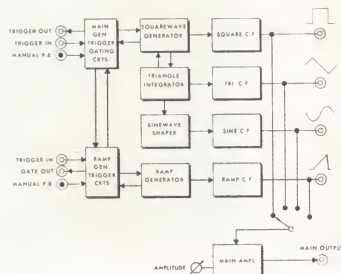 TRIGGER OUT
TRIGGER IN
MANUAL P.B
MAIN
GEN
TRIGGER
GATING
CKTS
SQUAREWAVE
GENERATOR
SQUARE C F
TRIANGLE
INTEGRATOR
TRI C F
SINEWAVE
SHAPER
SINE C F
TRIGGER IN
GATE OUT
MANUAL P.B
RAMP
GEN
TRIGGER
CKTS
RAMP
GENERATOR
RAMP C F
MAIN AMPL
MAIN OUTPUT
AMPLITUDE